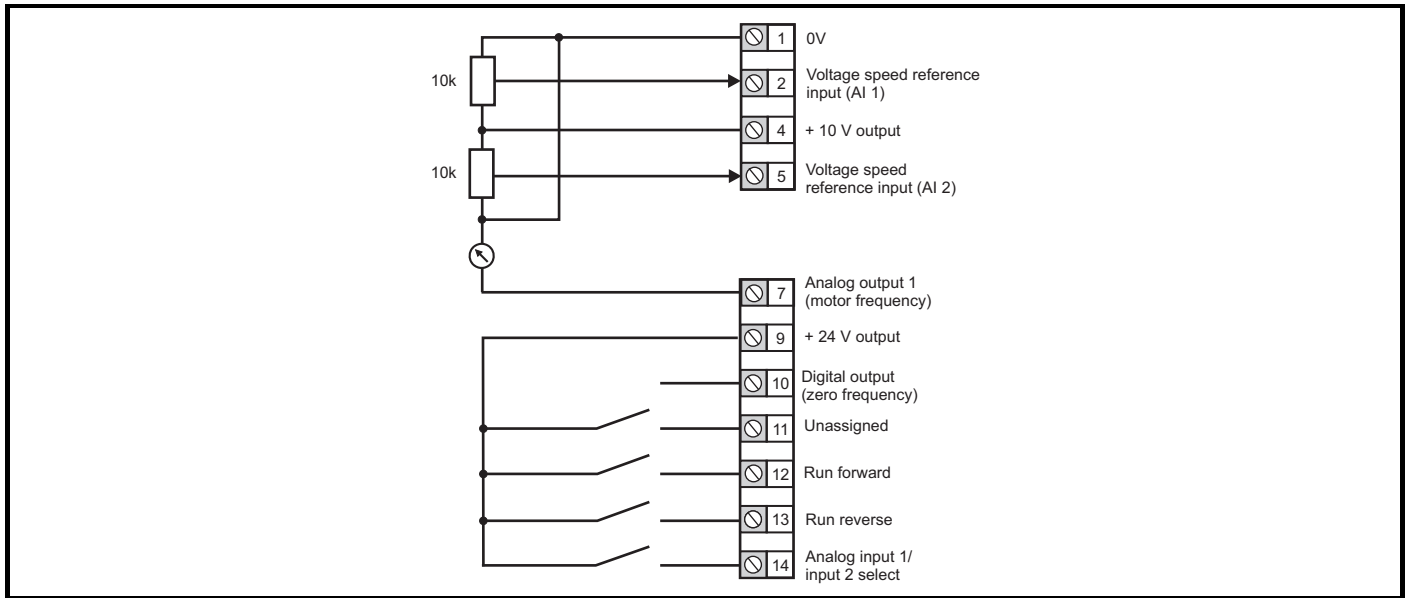 1 0V
10k
2 Voltage speed reference
input (AI 1)
4 + 10 V output
10k
5 Voltage speed
reference input (AI 2)
7 Analog output 1
(motor frequency)
9 + 24 V output
10 Digital output
(zero frequency)
11 Unassigned
12 Run forward
13 Run reverse
14 Analog input 1/
input 2 select